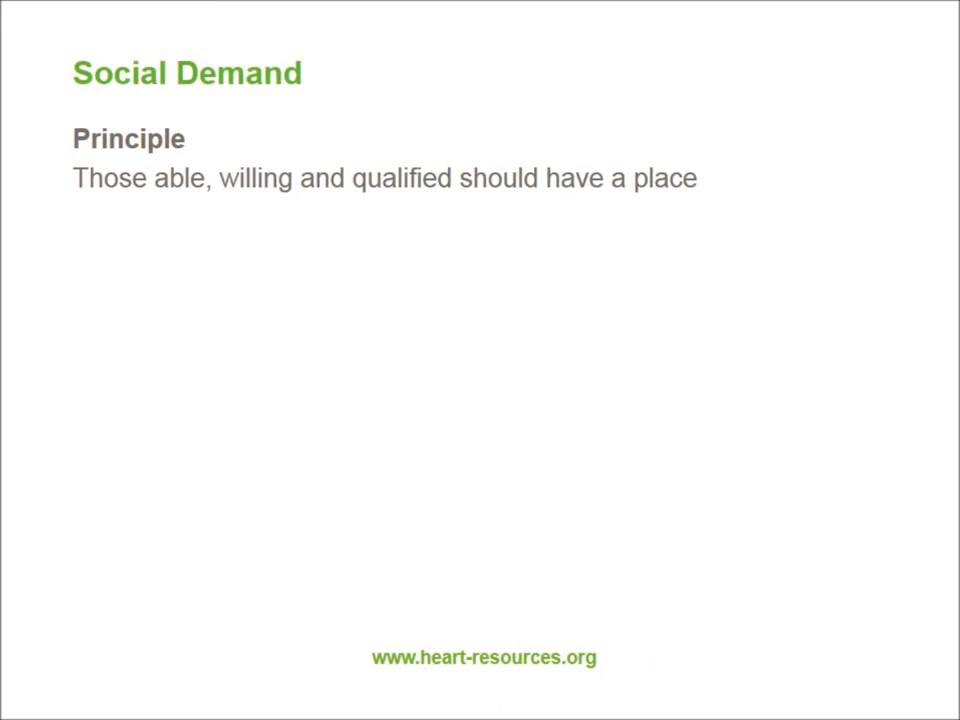 Social Demand
Principle
Those able, willing and qualified should have a place
www.heart-resources.org